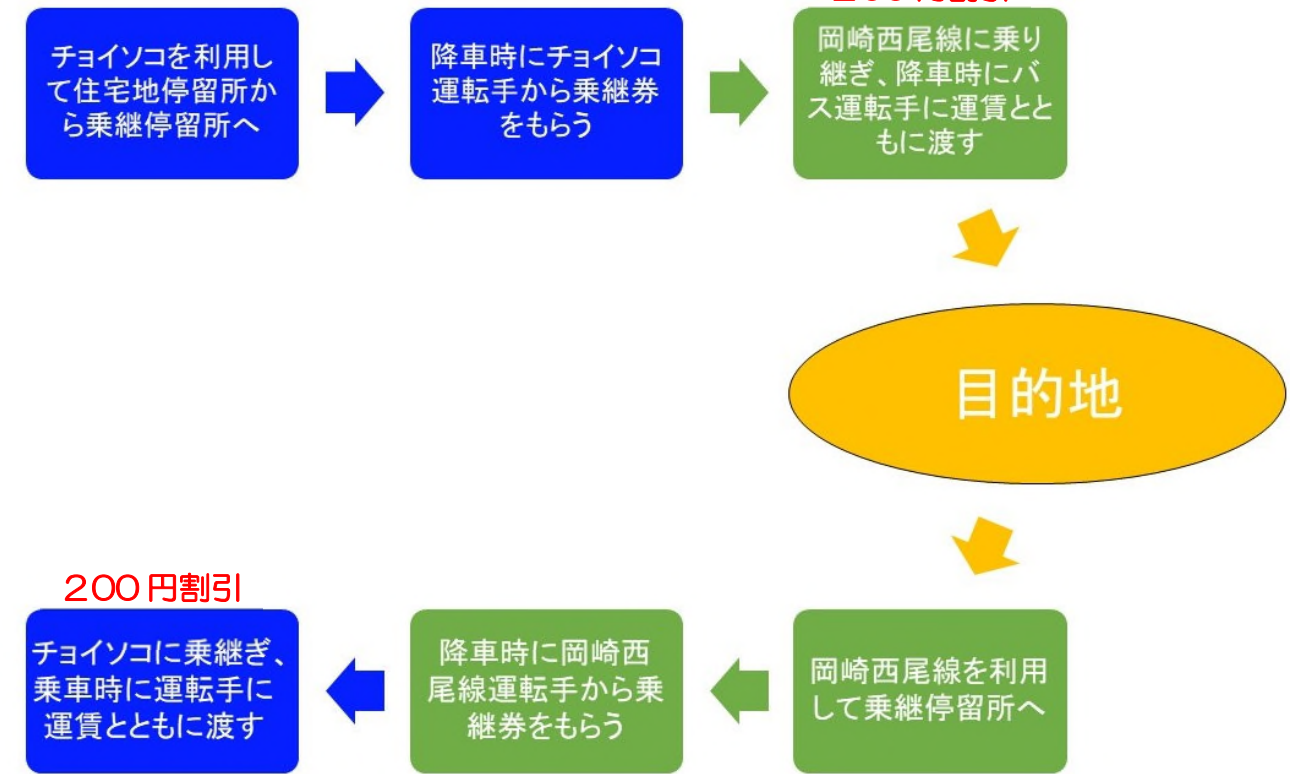 チョイソコを利用し
て住宅地停留所か
ら乗継停留所へ
降車時にチョイソコ
運転手から乗継券
をもらう
岡崎西尾線に乗り
継ぎ、降車時にバ
ス運転手に運賃とと
もに渡す
目的地
岡崎西尾線を利用
して乗継停留所へ
降車時に岡崎西
尾線運転手から乗
継券をもらう
200円割引
チョイソコに乗継ぎ、
乗車時に運転手に
運賃とともに渡す